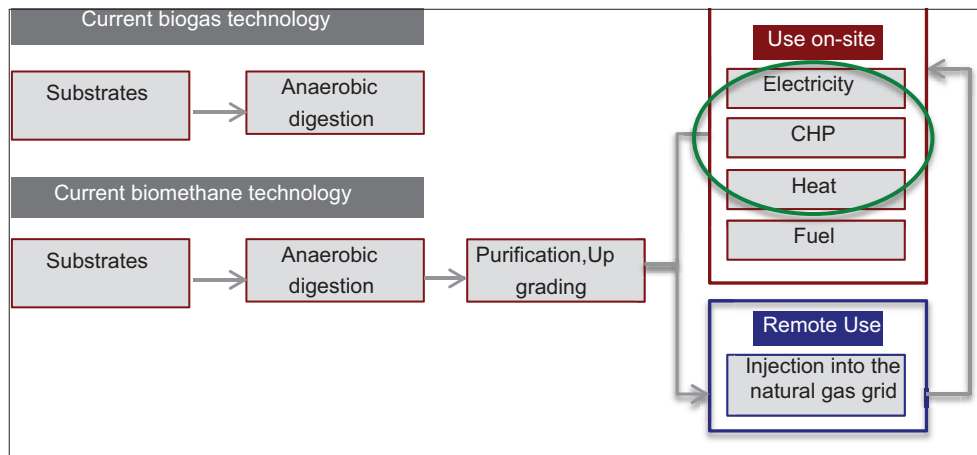 Current biogas technology
Substrates
Anaerobic
digestion
Current biomethane technology
Substrates
Anaerobic
digestion
Purification,Up
grading
Use on-site
Electricity
CHP
Heat
Fuel
Remote Use
Injection into the
natural gas grid